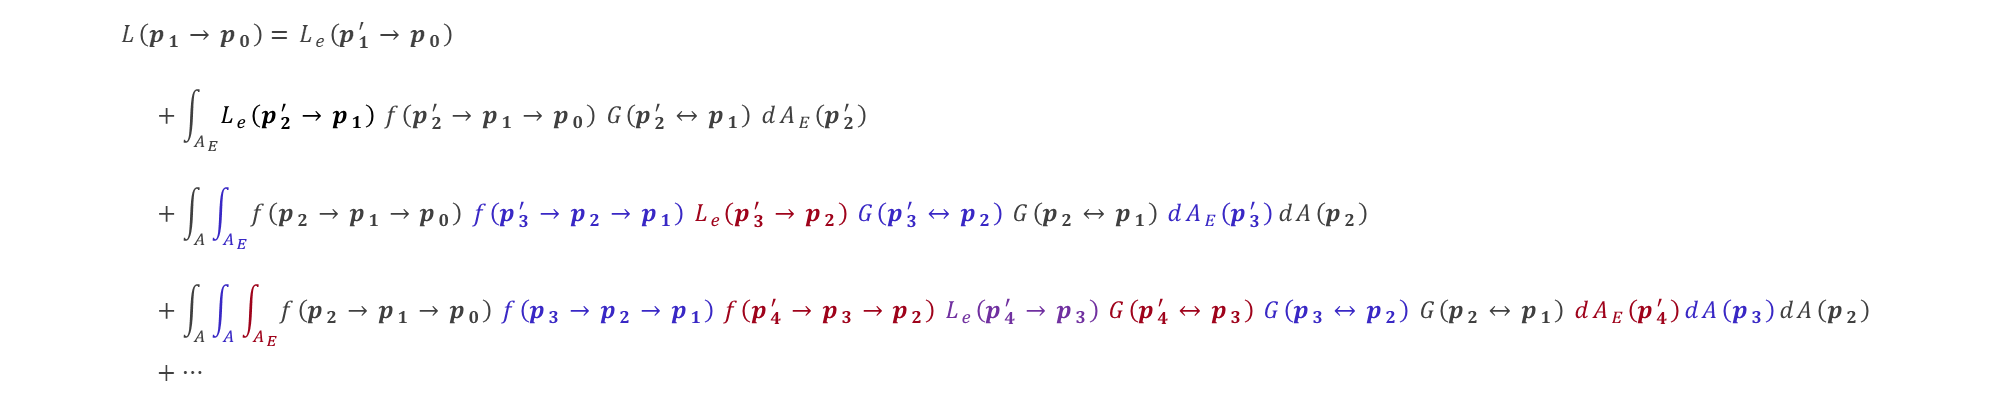 L(p₁ → p₀) = Lₑ(p′₁ → p₀)
+ ∫_{A_E} Lₑ(p′₂ → p₁) f(p′₂ → p₁ → p₀) G(p′₂ ↔ p₁) dA_E(p′₂)
+ ∫_A ∫_{A_E} f(p₂ → p₁ → p₀) f(p′₃ → p₂ → p₁) Lₑ(p′₃ → p₂) G(p′₃ ↔ p₂) G(p₂ ↔ p₁) dA_E(p′₃) dA(p₂)
+ ∫_A ∫_A ∫_{A_E} f(p₂ → p₁ → p₀) f(p₃ → p₂ → p₁) f(p′₄ → p₃ → p₂) Lₑ(p′₄ → p₃) G(p′₄ ↔ p₃) G(p₃ ↔ p₂) G(p₂ ↔ p₁) dA_E(p′₄) dA(p₃) dA(p₂)
+ ⋯